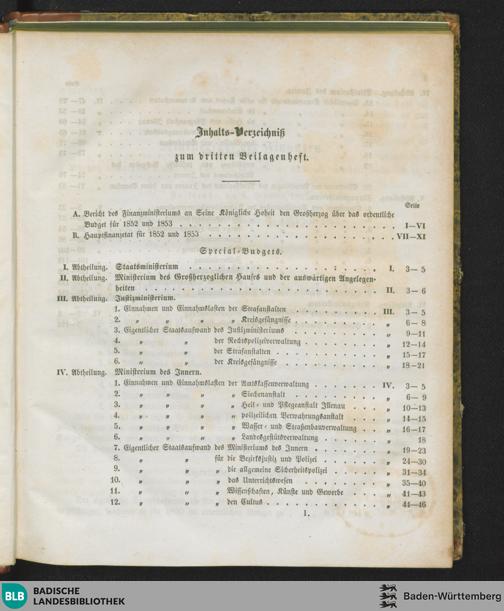 Inhalts-Verzeichniß
zum dritten Beilagenheft.
Seite
A. Bericht des Finanzministeriums an Seine Königliche Hoheit den Großherzog über das ordentliche
Budget für 1852 und 1853 . . . I—VI
B. Hauptfinanzetat für 1852 und 1853 . . . VII—XI
Special-Budgets.
I. Abtheilung. Staatsministerium . . . I. 3— 5
II. Abtheilung. Ministerium des Großherzoglichen Hauses und der auswärtigen Angelegen-
heiten . . . II. 3— 6
III. Abtheilung. Justizministerium.
1. Einnahmen und Einnahmslasten der Strafanstalten . . . III. 3— 5
2. „ „ „ „ Kreisgefängnisse . . . „ 6— 8
3. Eigentlicher Staatsaufwand des Justizministeriums . . . „ 9—11
4. „ „ der Rechtspolizeiverwaltung . . . „ 12—14
5. „ „ der Strafanstalten . . . „ 15—17
6. „ „ der Kreisgefängnisse . . . „ 18—21
IV. Abtheilung. Ministerium des Innern.
1. Einnahmen und Einnahmslasten der Amtskassenverwaltung . . . IV. 3— 5
2. „ „ „ „ Siechenanstalt . . . „ 6— 9
3. „ „ „ „ Heil- und Pflegeanstalt Illenau . . . „ 10—13
4. „ „ „ „ polizeilichen Verwahrungsanstalt . . . „ 14—15
5. „ „ „ „ Wasser- und Straßenbauverwaltung . . . „ 16—17
6. „ „ „ „ Landesgestütsverwaltung . . . „ 18
7. Eigentlicher Staatsaufwand des Ministeriums des Innern . . . „ 19—23
8. „ „ für die Bezirksjustiz und Polizei . . . „ 24—30
9. „ „ „ die allgemeine Sicherheitspolizei . . . „ 31—34
10. „ „ „ das Unterrichtswesen . . . „ 35—40
11. „ „ „ Wissenschaften, Künste und Gewerbe . . . „ 41—43
12. „ „ „ den Cultus . . . „ 44—46
1.
BLB BADISCHE
LANDESBIBLIOTHEK
Baden-Württemberg